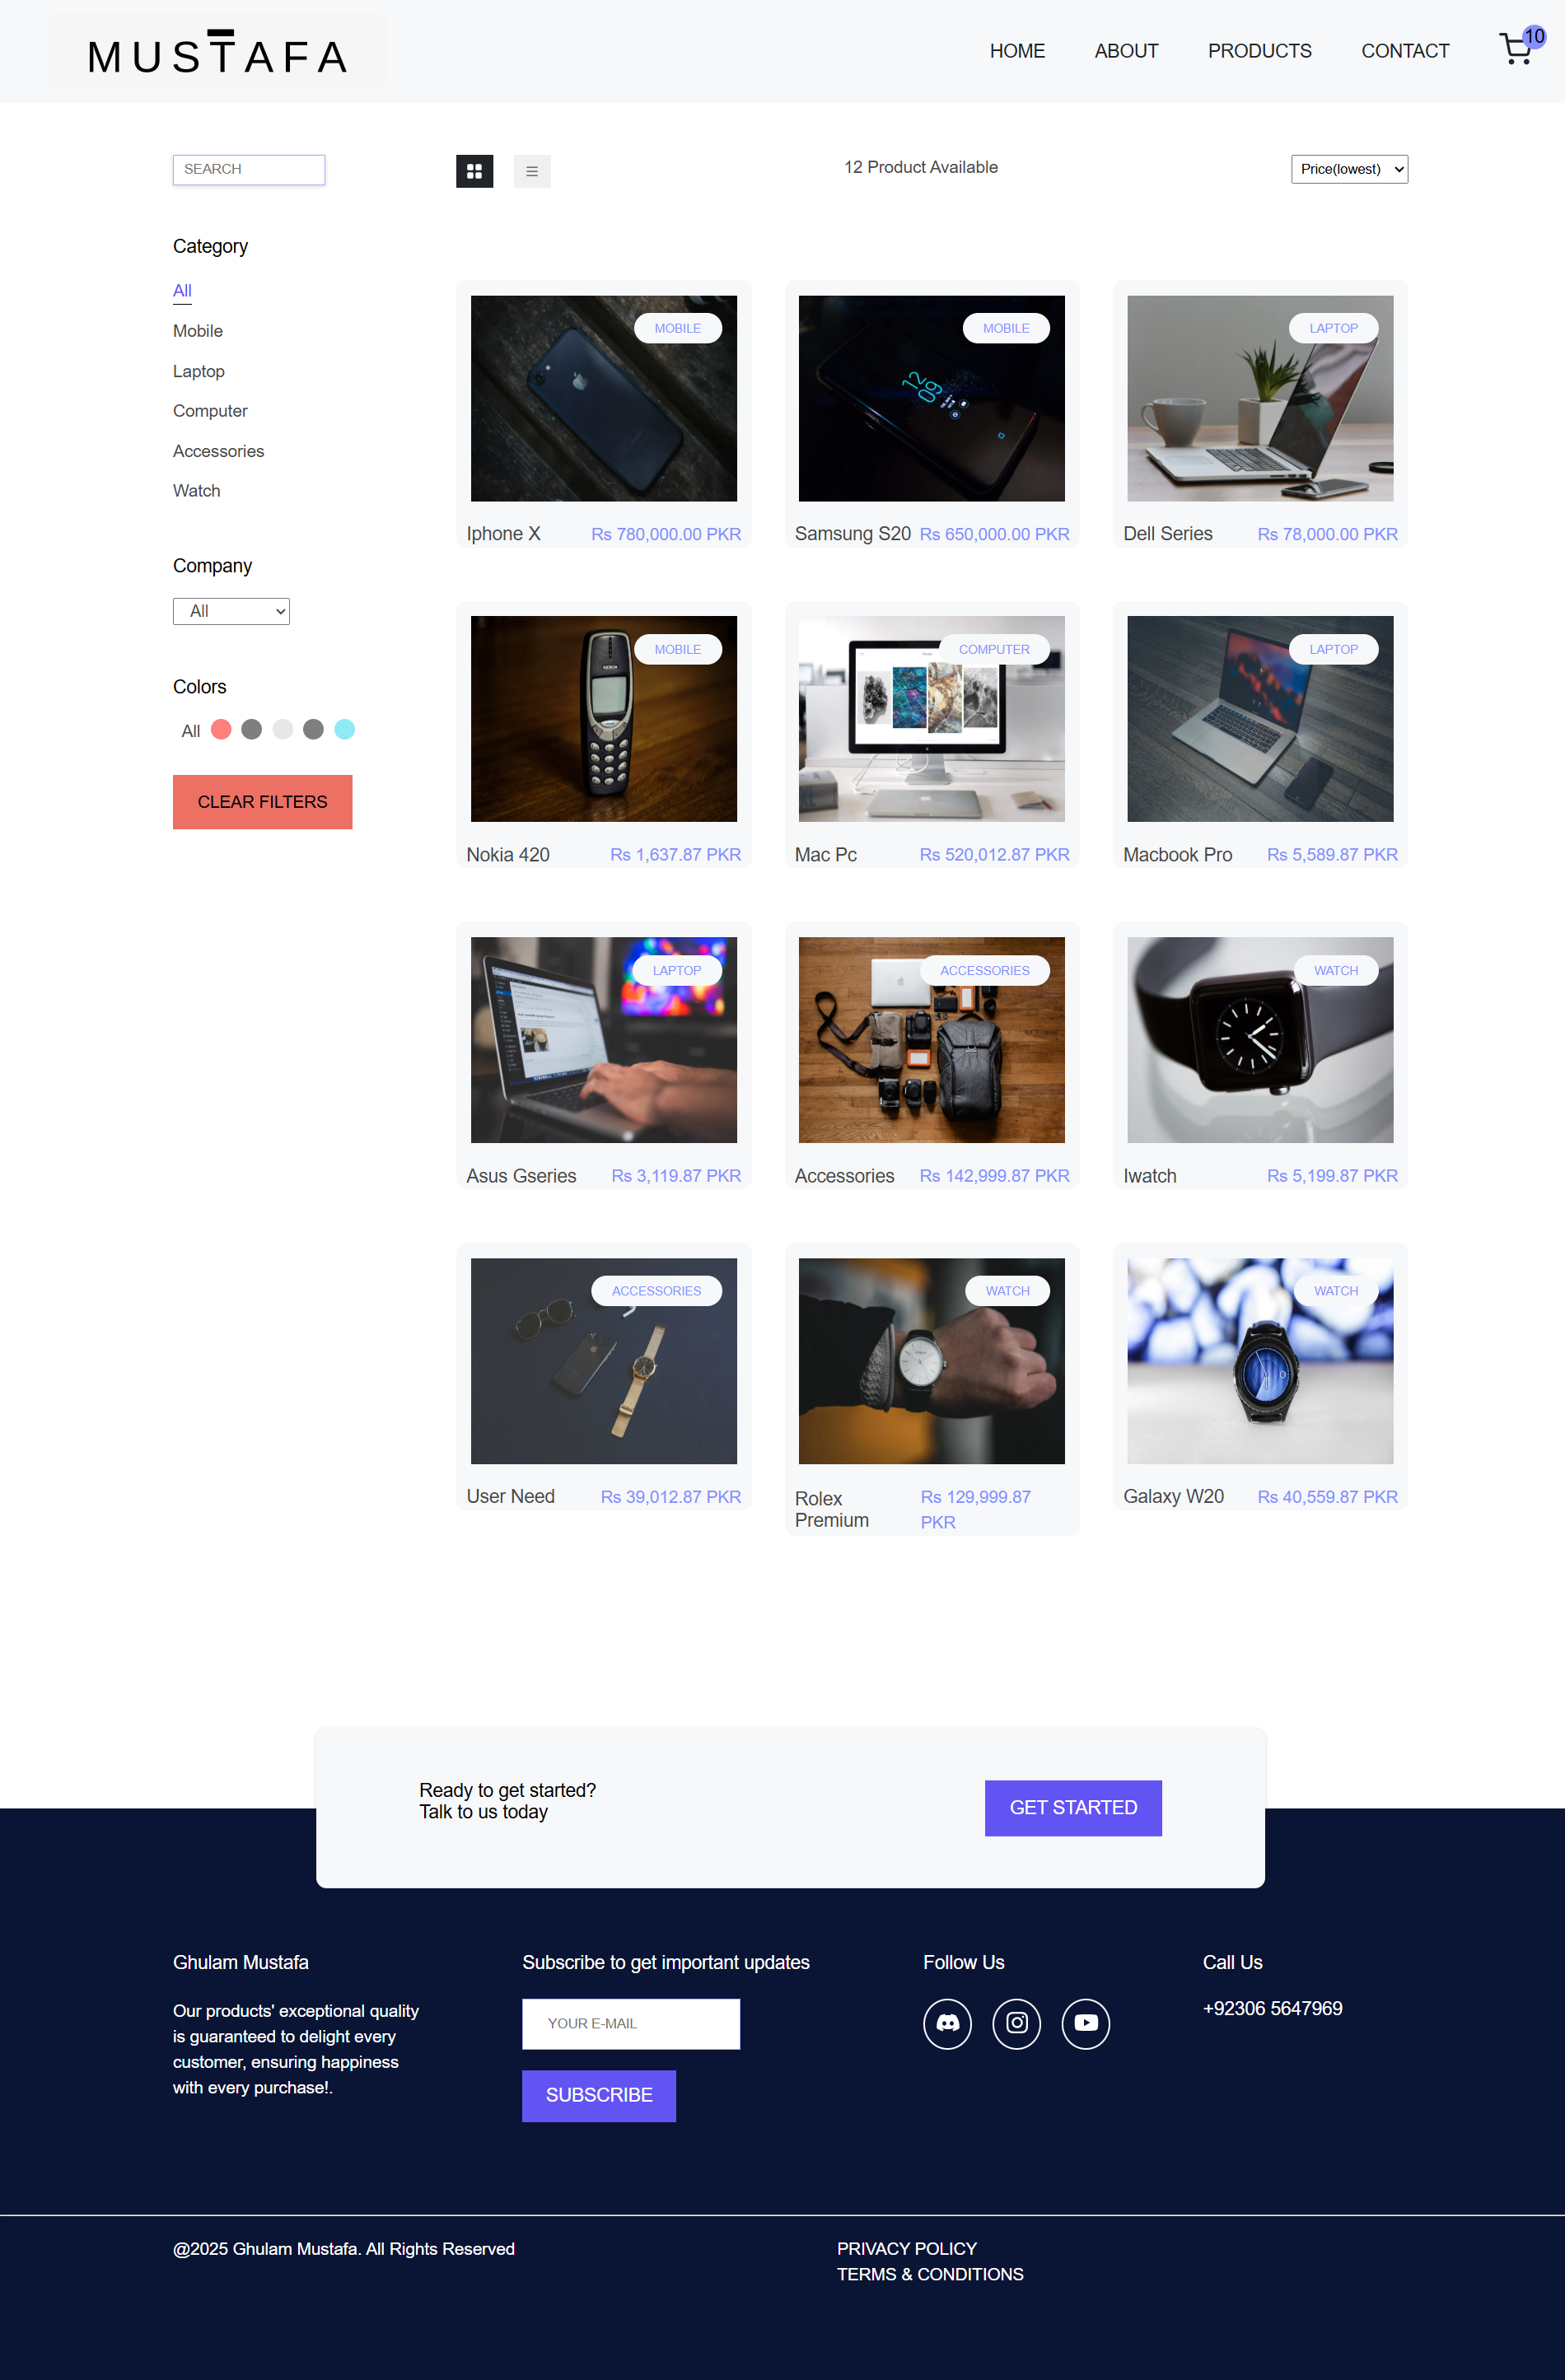 MUSTAFA
HOME
ABOUT
PRODUCTS
CONTACT
10
SEARCH
12 Product Available
Price(lowest)
Category
All
Mobile
Laptop
Computer
Accessories
Watch
Company
All
Colors
All
CLEAR FILTERS
MOBILE
12
09
Iphone X
Rs 780,000.00 PKR
MOBILE
Samsung S20
Rs 650,000.00 PKR
LAPTOP
Dell Series
Rs 78,000.00 PKR
MOBILE
NOKIA
Nokia 420
Rs 1,637.87 PKR
COMPUTER
Mac Pc
Rs 520,012.87 PKR
LAPTOP
Macbook Pro
Rs 5,589.87 PKR
LAPTOP
Asus Gseries
Rs 3,119.87 PKR
ACCESSORIES
Accessories
Rs 142,999.87 PKR
WATCH
Iwatch
Rs 5,199.87 PKR
ACCESSORIES
User Need
Rs 39,012.87 PKR
WATCH
Rolex
Premium
Rs 129,999.87
PKR
WATCH
Galaxy W20
Rs 40,559.87 PKR
Ready to get started?
Talk to us today
GET STARTED
Ghulam Mustafa
Our products' exceptional quality
is guaranteed to delight every
customer, ensuring happiness
with every purchase!.
Subscribe to get important updates
YOUR E-MAIL
SUBSCRIBE
Follow Us
Call Us
+92306 5647969
@2025 Ghulam Mustafa. All Rights Reserved
PRIVACY POLICY
TERMS & CONDITIONS